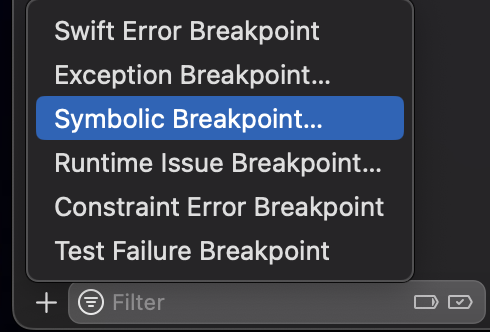 Swift Error Breakpoint
Exception Breakpoint...
Symbolic Breakpoint...
Runtime Issue Breakpoint...
Constraint Error Breakpoint
Test Failure Breakpoint
Filter